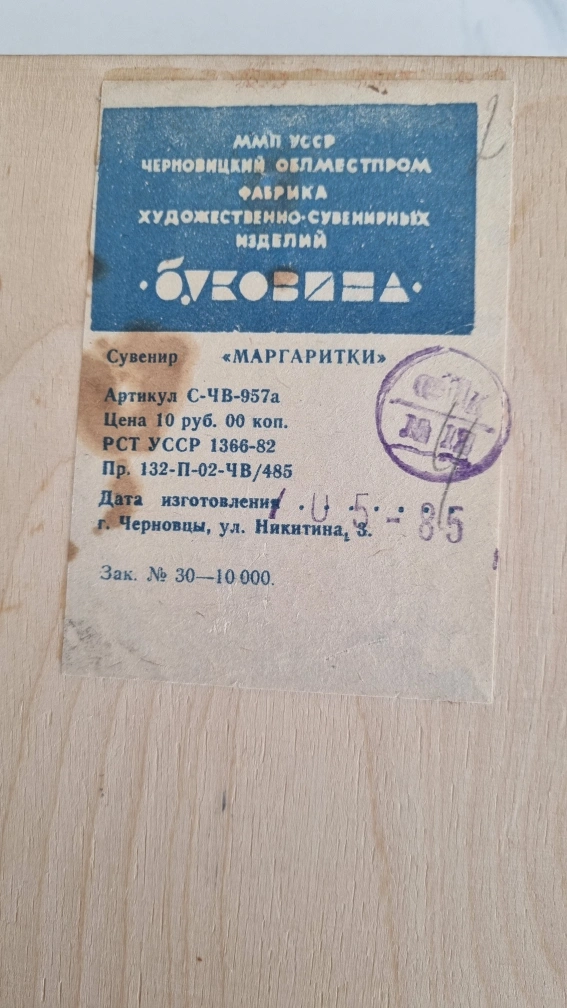 ММП УССР
ЧЕРНОВИЦКИЙ ОБЛМЕСТПРОМ
ФАБРИКА
ХУДОЖЕСТВЕННО-СУВЕНИРНЫХ
ИЗДЕЛИЙ
·БУКОВИНА·
Сувенир «МАРГАРИТКИ»
Артикул С-ЧВ-957а
Цена 10 руб. 00 коп.
РСТ УССР 1366-82
Пр. 132-П-02-ЧВ/485
Дата изготовления 05-85
г. Черновцы, ул. Никитина, 3.
Зак. № 30—10 000.
2